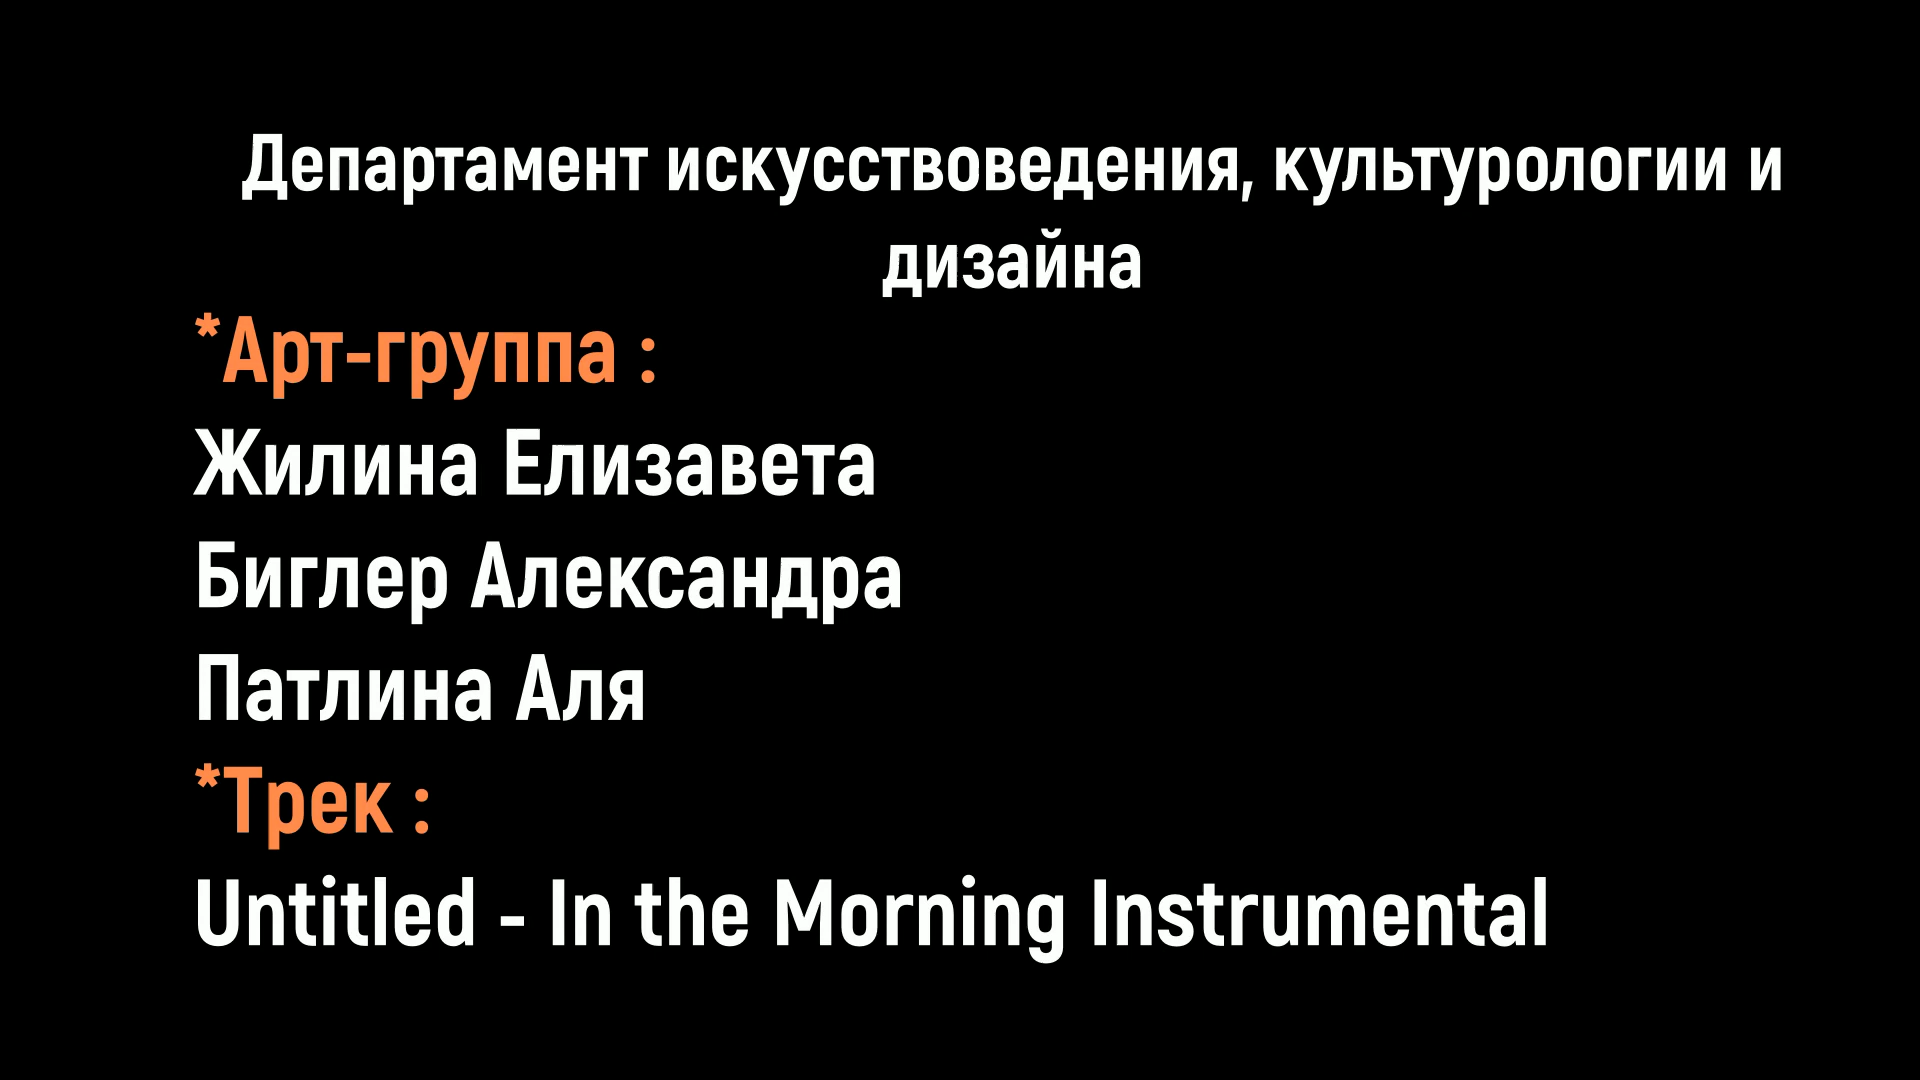 Департамент искусствоведения, культурологии и
дизайна
*Арт-группа :
Жилина Елизавета
Биглер Александра
Патлина Аля
*Трек :
Untitled - In the Morning Instrumental